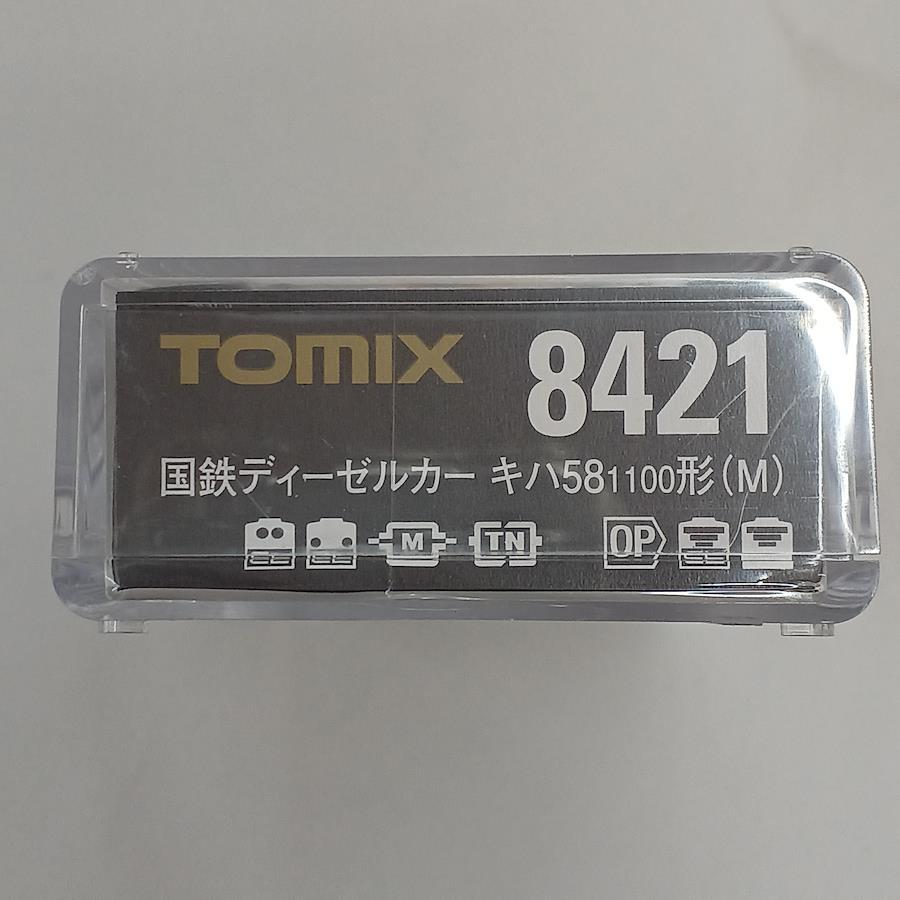 TOMIX 8421
国鉄ディーゼルカー キハ581100形(M)
M TN OP